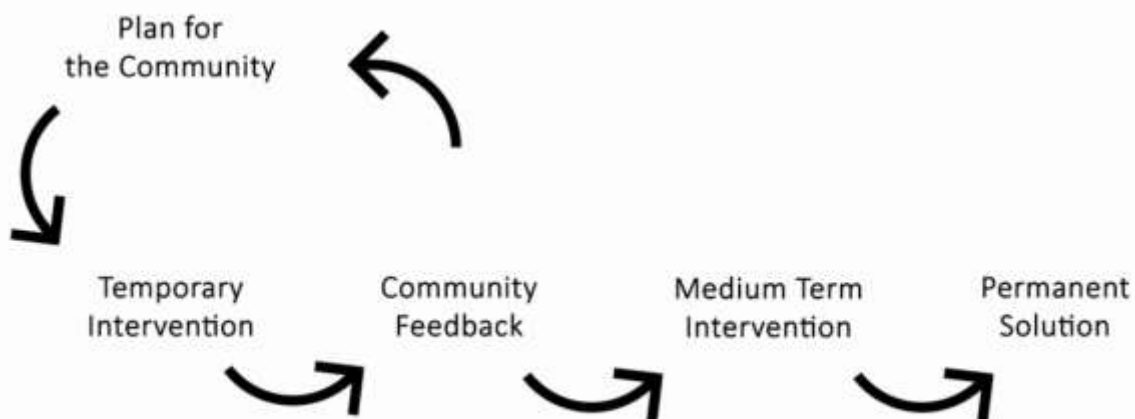 Plan for
the Community
Temporary
Intervention
Community
Feedback
Medium Term
Intervention
Permanent
Solution